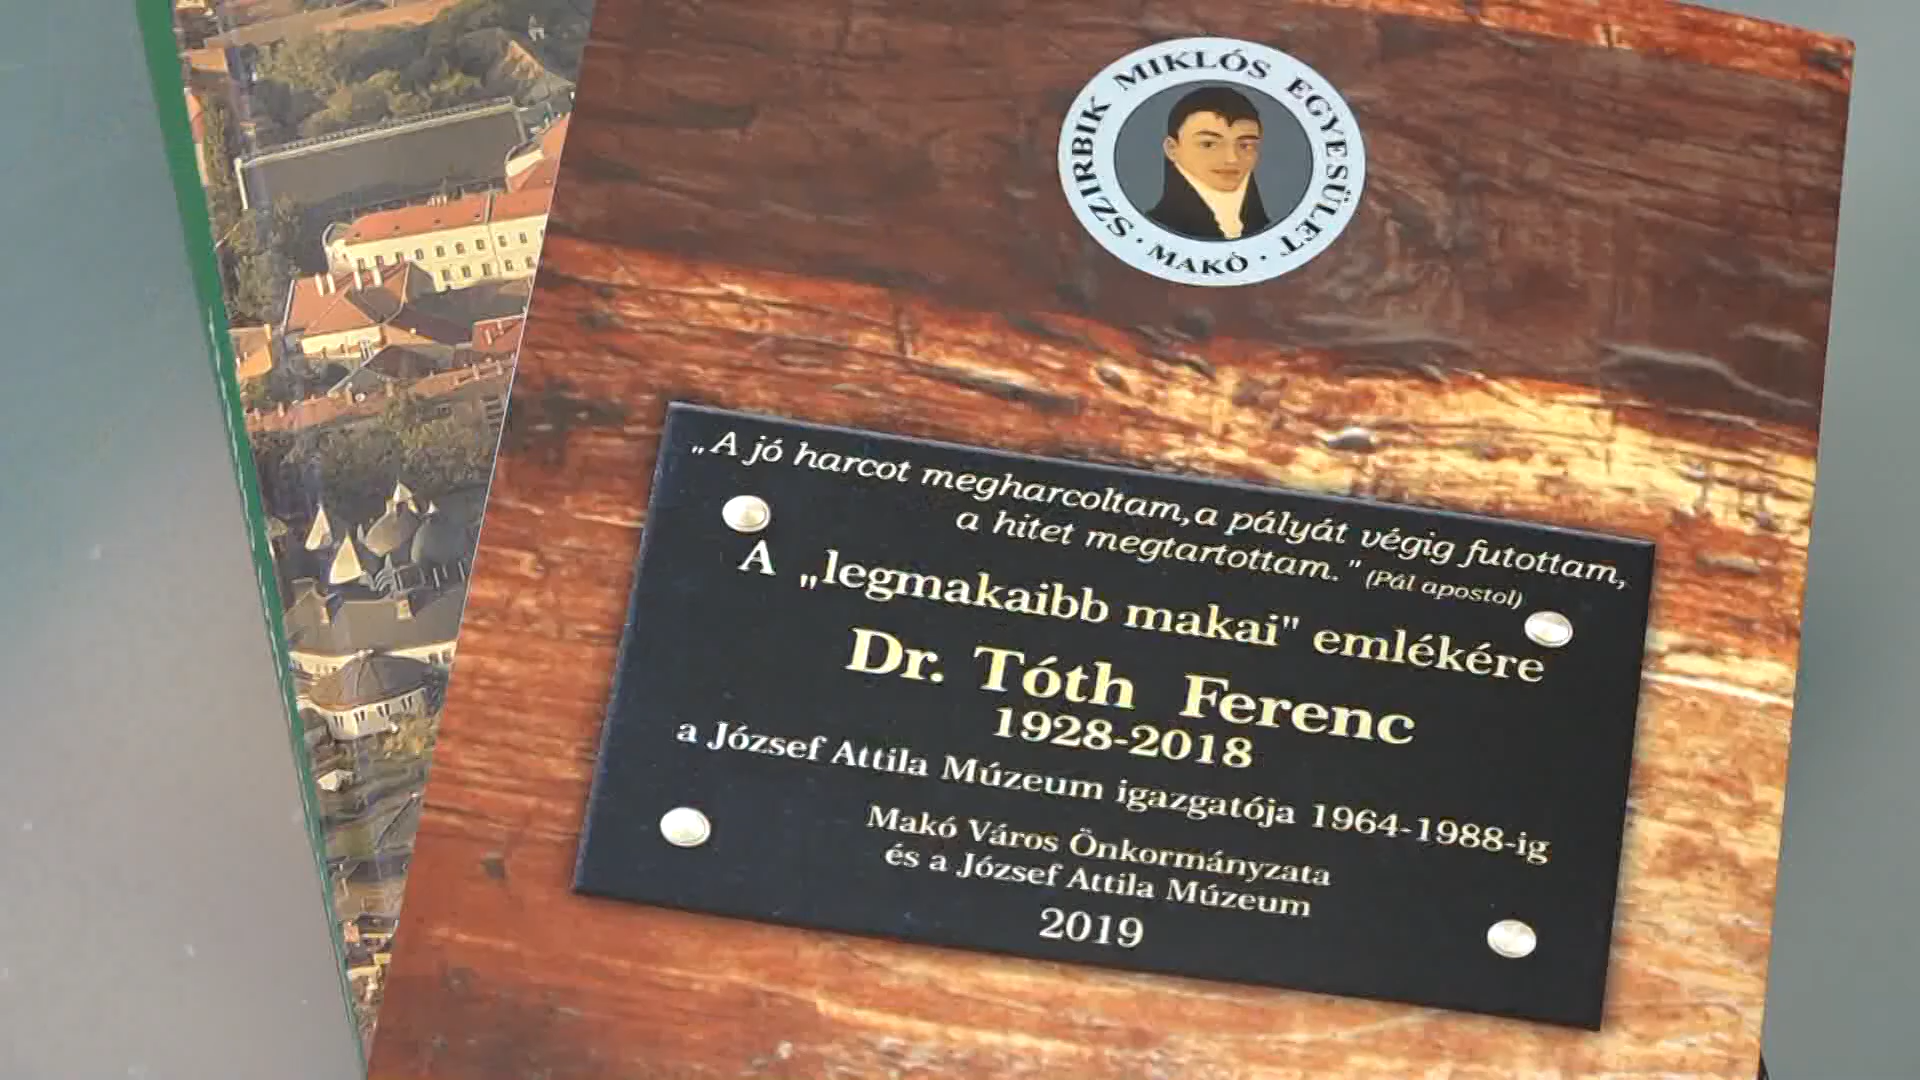 SZIRBIK MIKLÓS EGYESÜLET
· MAKÓ ·
„A jó harcot megharcoltam,a pályát végig futottam,
a hitet megtartottam." (Pál apostol)
A „legmakaibb makai" emlékére
Dr. Tóth Ferenc
1928-2018
a József Attila Múzeum igazgatója 1964-1988-ig
Makó Város Önkormányzata
és a József Attila Múzeum
2019